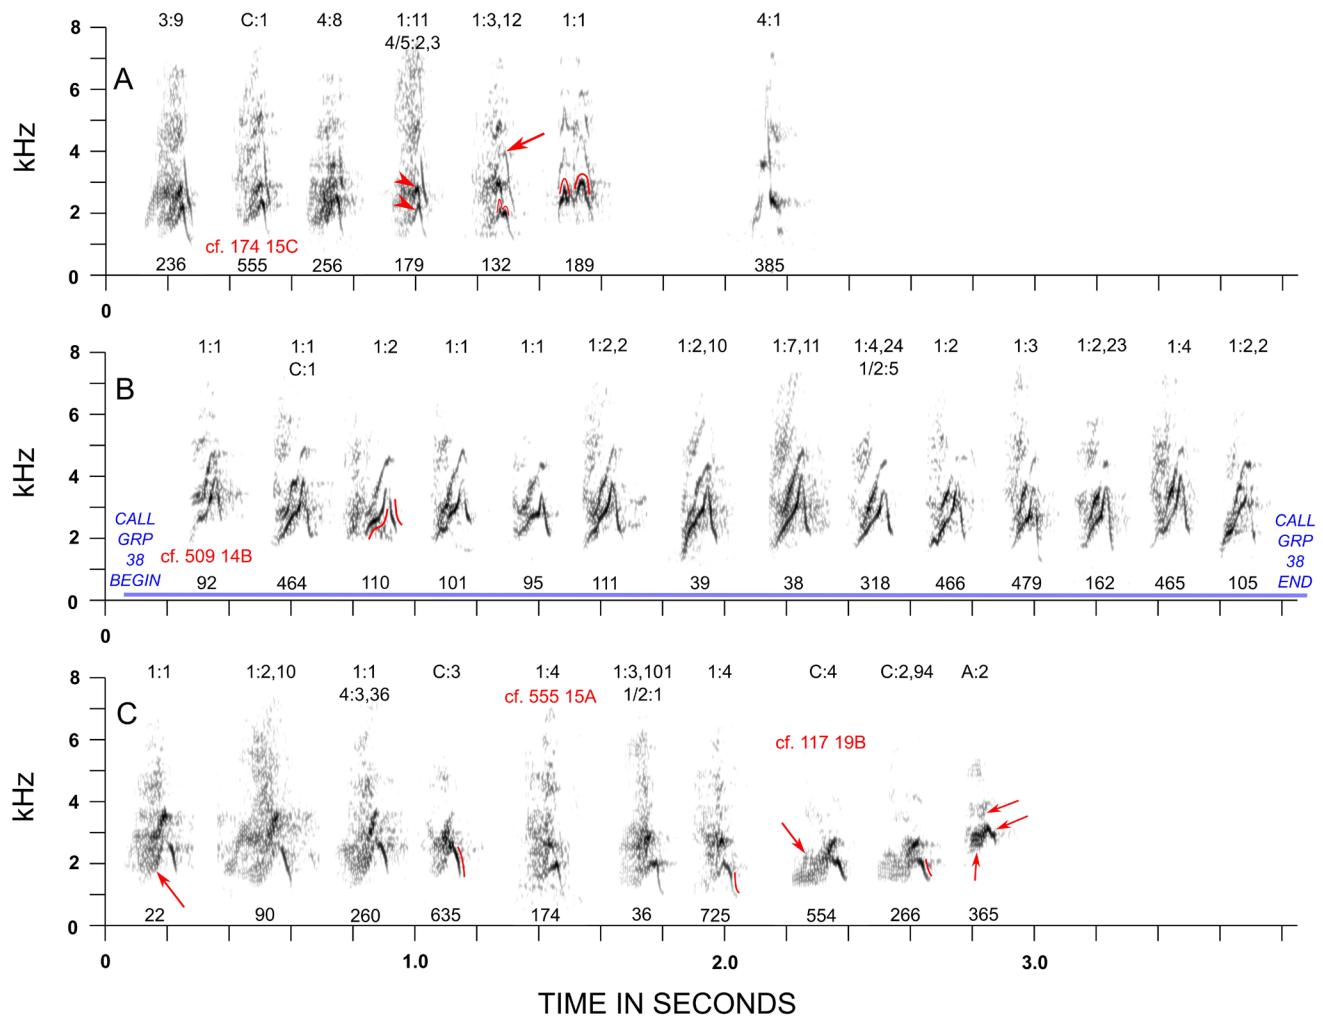 3:9 C:1 4:8 1:11 1:3,12 1:1 4:1
4/5:2,3
8
A
6
kHz
4
2
cf. 174 15C
236 555 256 179 132 189 385
0
0
1:1 1:1 1:2 1:1 1:1 1:2,2 1:2,10 1:7,11 1:4,24 1:2 1:3 1:2,23 1:4 1:2,2
C:1 1/2:5
8
B
6
kHz
4
2
CALL
GRP
38
BEGIN
cf. 509 14B
CALL
GRP
38
END
92 464 110 101 95 111 39 38 318 466 479 162 465 105
0
0
1:1 1:2,10 1:1 C:3 1:4 1:3,101 1:4 C:4 C:2,94 A:2
4:3,36 cf. 555 15A 1/2:1
8
C
6
cf. 117 19B
kHz
4
2
22 90 260 635 174 36 725 554 266 365
0
0 1.0 2.0 3.0
TIME IN SECONDS